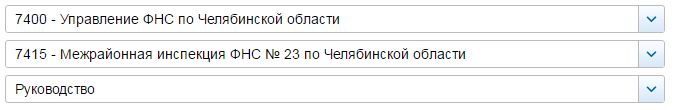 7400 - Управление ФНС по Челябинской области
7415 - Межрайонная инспекция ФНС № 23 по Челябинской области
Руководство